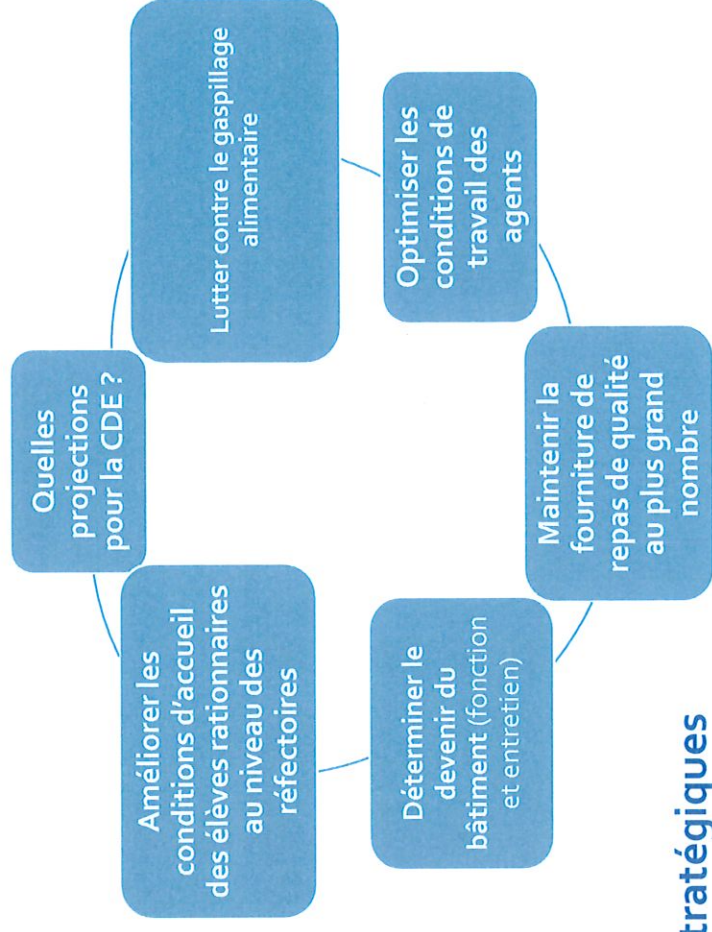 Quelles
projections
pour la CDE ?
Lutter contre le gaspillage
alimentaire
Optimiser les
conditions de
travail des
agents
Maintenir la
fourniture de
repas de qualité
au plus grand
nombre
Déterminer le
devenir du
bâtiment (fonction
et entretien)
Améliorer les
conditions d'accueil
des élèves rationnaires
au niveau des
réfectoires
tratégiques